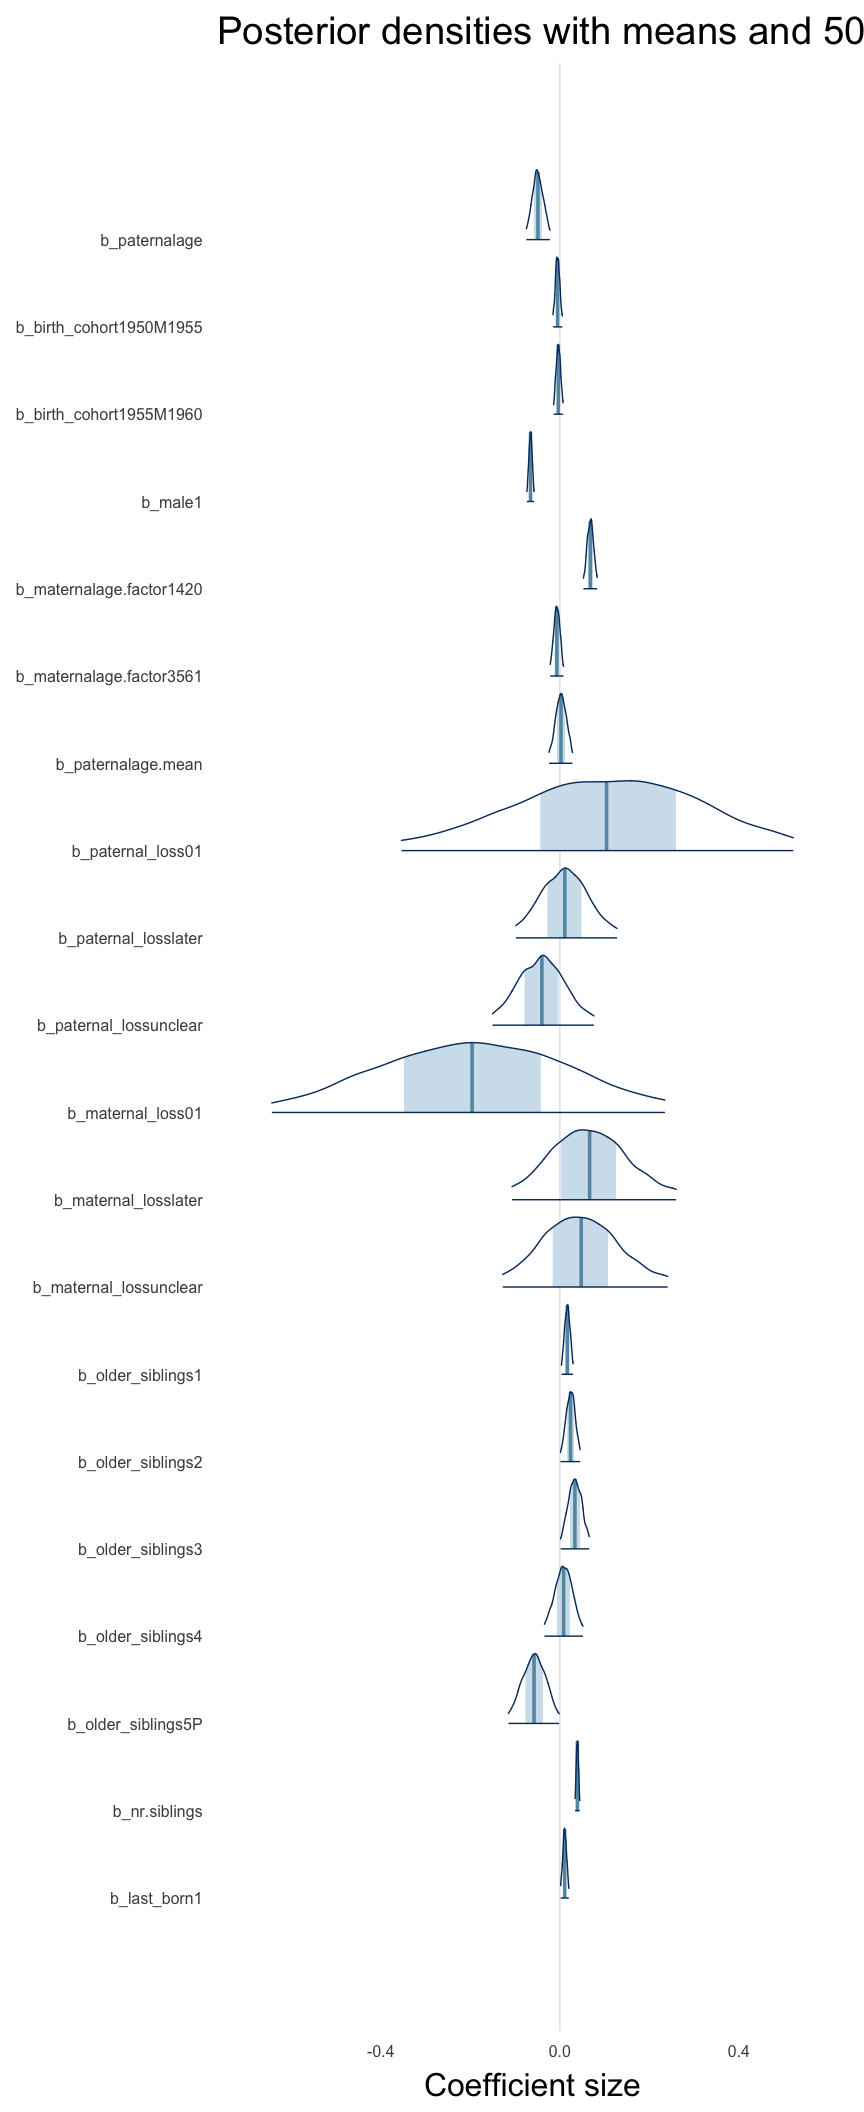 Posterior densities with means and 50
b_paternalage
b_birth_cohort1950M1955
b_birth_cohort1955M1960
b_male1
b_maternalage.factor1420
b_maternalage.factor3561
b_paternalage.mean
b_paternal_loss01
b_paternal_losslater
b_paternal_lossunclear
b_maternal_loss01
b_maternal_losslater
b_maternal_lossunclear
b_older_siblings1
b_older_siblings2
b_older_siblings3
b_older_siblings4
b_older_siblings5P
b_nr.siblings
b_last_born1
-0.4 0.0 0.4
Coefficient size